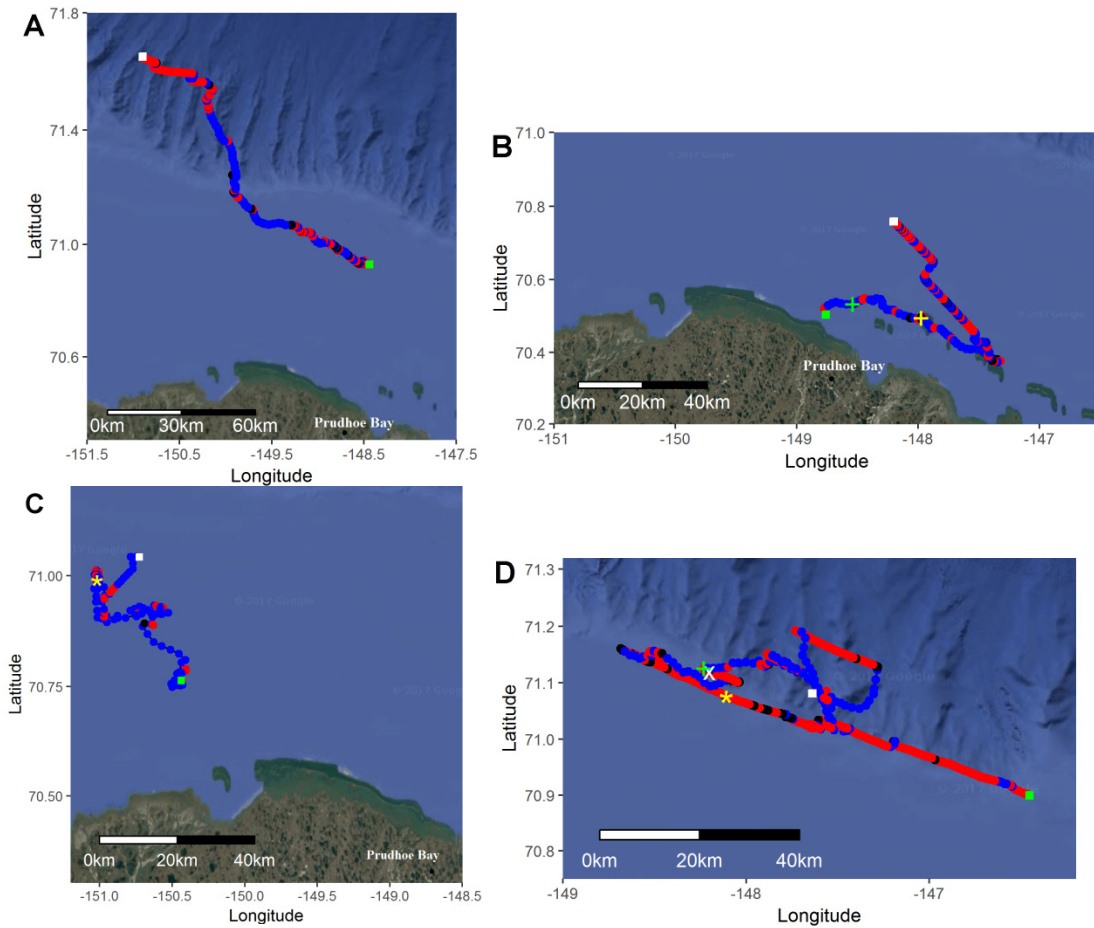 A
71.8
71.4
71.0
60.6
Latitude
0km 30km 60km
Prudhoe Bay
-151.5 -150.5 -149.5 -148.5 -147.5
Longitude
B
71.0
70.8
70.6
70.4
70.2
Latitude
© 2017 Google
Prudhoe Bay
0km 20km 40km
-151 -150 -149 -148 -147
Longitude
C
71.00
70.75
70.50
Latitude
© 2017 Google
Prudhoe Bay
0km 20km 40km
-151.0 -150.5 -150.0 -149.5 -149.0 -148.5
Longitude
D
71.3
71.2
71.1
71.0
70.9
70.8
Latitude
X
0km 20km 40km
-149 -148 -147
Longitude